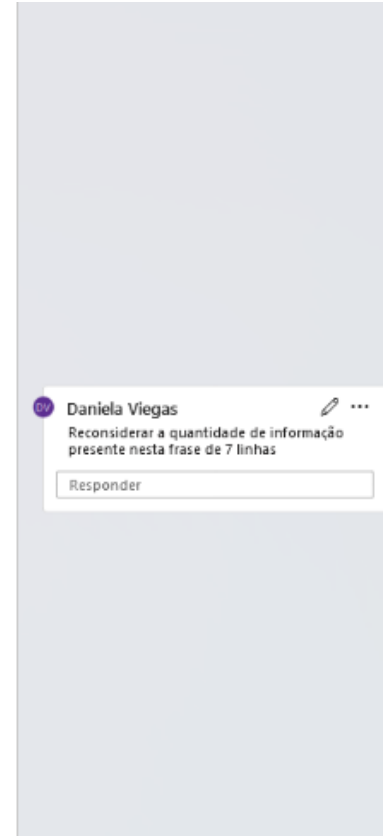 DV
Daniela Viegas
Reconsiderar a quantidade de informação
presente nesta frase de 7 linhas
Responder